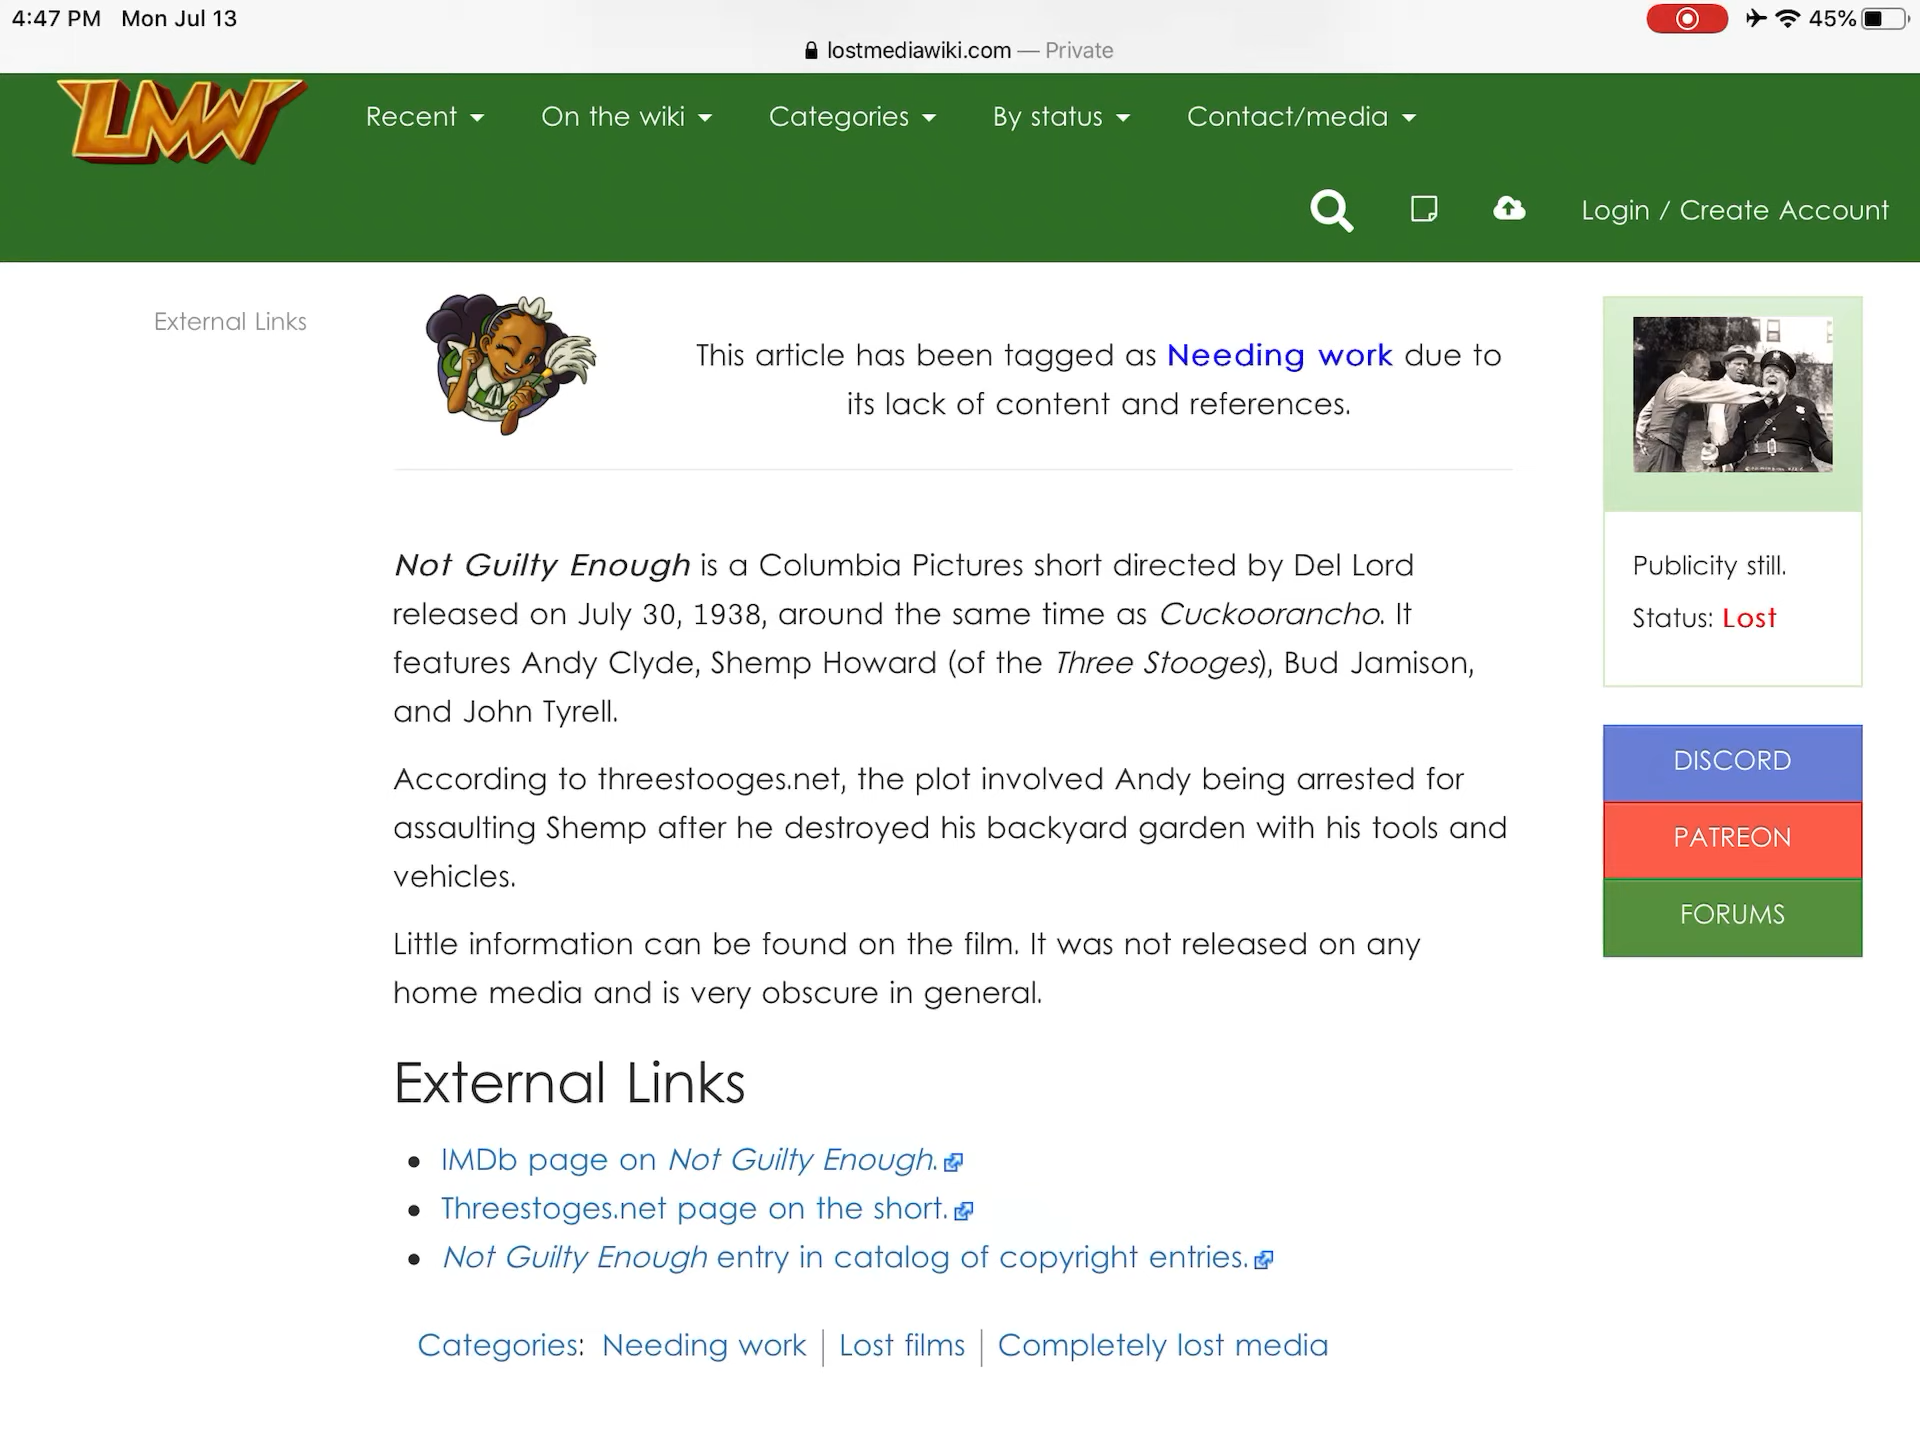 4:47 PM Mon Jul 13
45%
lostmediawiki.com — Private
LMW
Recent
On the wiki
Categories
By status
Contact/media
Login / Create Account
External Links
This article has been tagged as Needing work due to
its lack of content and references.
Not Guilty Enough is a Columbia Pictures short directed by Del Lord
released on July 30, 1938, around the same time as Cuckoorancho. It
features Andy Clyde, Shemp Howard (of the Three Stooges), Bud Jamison,
and John Tyrell.
According to threestooges.net, the plot involved Andy being arrested for
assaulting Shemp after he destroyed his backyard garden with his tools and
vehicles.
Little information can be found on the film. It was not released on any
home media and is very obscure in general.
External Links
IMDb page on Not Guilty Enough.
Threestoges.net page on the short.
Not Guilty Enough entry in catalog of copyright entries.
Categories: Needing work | Lost films | Completely lost media
Publicity still.
Status: Lost
DISCORD
PATREON
FORUMS